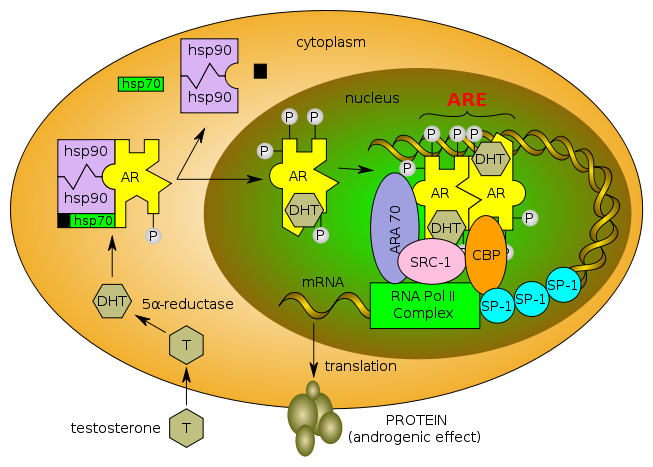 cytoplasm
hsp90
hsp90
hsp70
nucleus
ARE
P
P
P
P
P
P
P
hsp90
hsp90
hsp70
AR
P
AR
DHT
P
DHT
AR
AR
DHT
P
P
ARA 70
SRC-1
CBP
RNA Pol II
Complex
SP-1
SP-1
SP-1
mRNA
DHT
5α-reductase
T
testosterone
T
translation
PROTEIN
(androgenic effect)